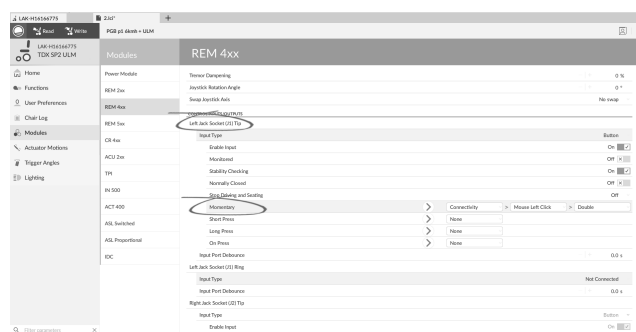 LAK-H16166775
2.lci*
+
Read
Write
PGB p1 6kmh + ULM
LAK-H16166775
TDX SP2 ULM
Modules
REM 4xx
Home
Functions
User Preferences
Chair Log
Modules
Actuator Motions
Trigger Angles
Lighting
Filter parameters
Power Module
REM 2xx
REM 4xx
REM 5xx
CR 4xx
ACU 2xx
TPI
IN 500
ACT 400
ASL Switched
ASL Proportional
IDC
Tremor Dampening 0 %
Joystick Rotation Angle 0 °
Swap Joystick Axis No swap
Left Jack Socket (J1) Tip
Input Type Button
Enable Input On
Monitored Off
Stability Checking On
Normally Closed Off
Stop Driving and Seating Off
Momentary > Connectivity > Mouse Left Click > Double
Short Press > None
Long Press > None
On Press > None
Input Port Debounce 0.0 s
Left Jack Socket (J1) Ring
Input Type Not Connected
Input Port Debounce 0.0 s
Right Jack Socket (J2) Tip
Input Type Button
Enable Input On